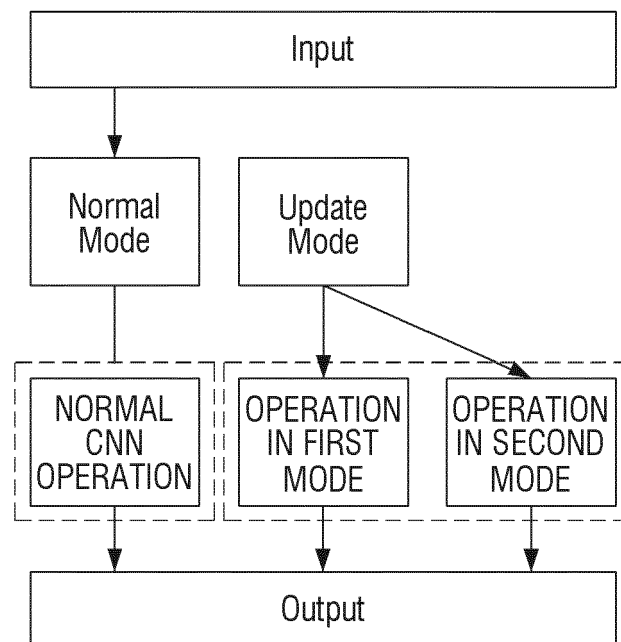 Input
Normal
Mode
Update
Mode
NORMAL
CNN
OPERATION
OPERATION
IN FIRST
MODE
OPERATION
IN SECOND
MODE
Output